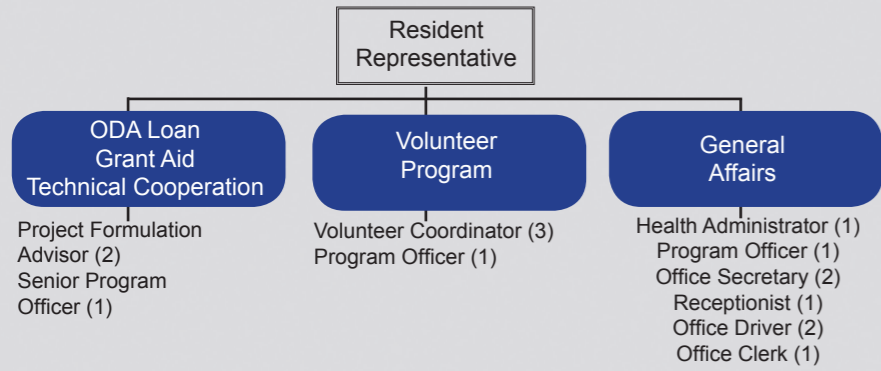 Resident
Representative
ODA Loan
Grant Aid
Technical Cooperation
Project Formulation
Advisor (2)
Senior Program
Officer (1)
Volunteer
Program
Volunteer Coordinator (3)
Program Officer (1)
General
Affairs
Health Administrator (1)
Program Officer (1)
Office Secretary (2)
Receptionist (1)
Office Driver (2)
Office Clerk (1)